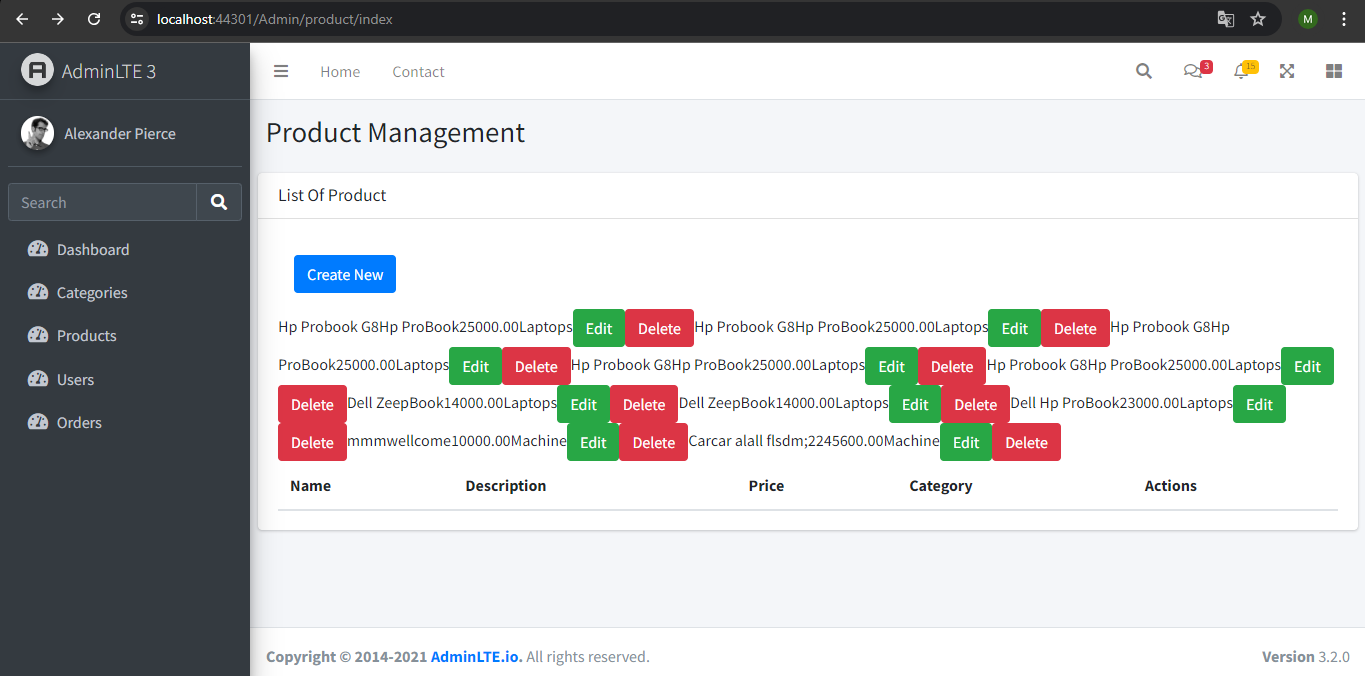 localhost:44301/Admin/product/index
M
AdminLTE 3
Home Contact
3
15
Alexander Pierce
Search
Dashboard
Categories
Products
Users
Orders
Product Management
List Of Product
Create New
Hp Probook G8Hp ProBook25000.00Laptops Edit Delete Hp Probook G8Hp ProBook25000.00Laptops Edit Delete Hp Probook G8Hp
ProBook25000.00Laptops Edit Delete Hp Probook G8Hp ProBook25000.00Laptops Edit Delete Hp Probook G8Hp ProBook25000.00Laptops Edit
Delete Dell ZeepBook14000.00Laptops Edit Delete Dell ZeepBook14000.00Laptops Edit Delete Dell Hp ProBook23000.00Laptops Edit
Delete mmmwellcome10000.00Machine Edit Delete Carcar alall flsdm;2245600.00Machine Edit Delete
Name Description Price Category Actions
Copyright © 2014-2021 AdminLTE.io. All rights reserved.
Version 3.2.0